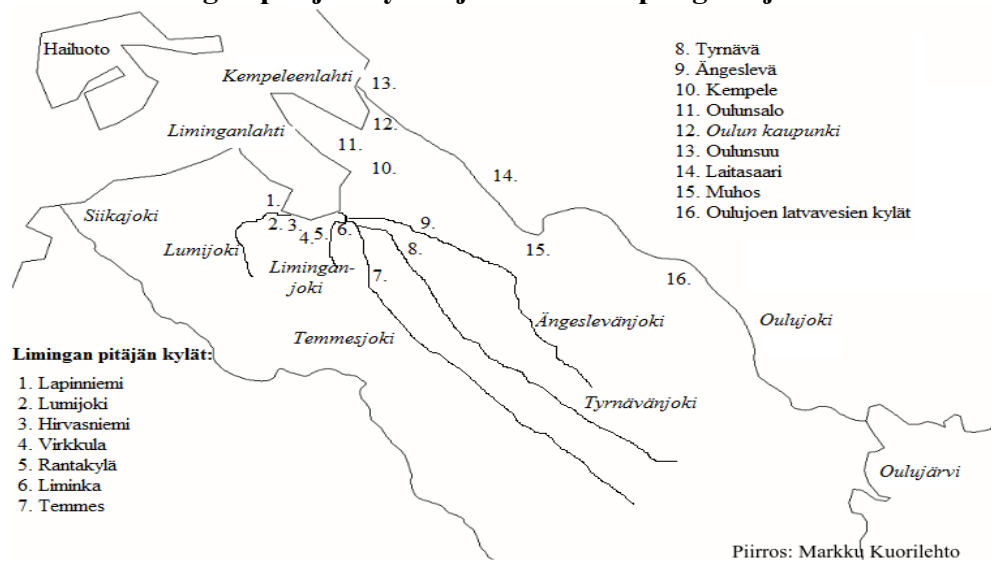 Hailuoto
Kempeleenlahti
Liminganlahti
13.
12.
11.
10.
14.
8. Tyrnävä
9. Ängeslevä
10. Kempele
11. Oulunsalo
12. Oulun kaupunki
13. Oulunsuu
14. Laitasaari
15. Muhos
16. Oulujoen latvavesien kylät
Siikajoki
Lumijoki
1.
2.
3.
4.
5.
6.
9.
8.
7.
15.
16.
Limingan-
joki
Temmesjoki
Ängeslevänjoki
Oulujoki
Tyrnävänjoki
Oulujärvi
Limingan pitäjän kylät:
1. Lapinniemi
2. Lumijoki
3. Hirvasniemi
4. Virkkula
5. Rantakylä
6. Liminka
7. Temmes
Piirros: Markku Kuorilehto